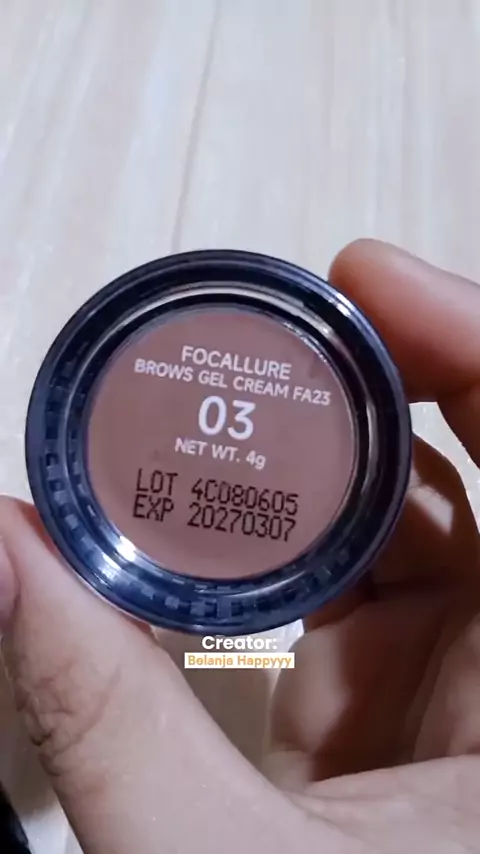 FOCALLURE
BROWS GEL CREAM FA23
03
NET WT. 4g
LOT 4C080605
EXP 20270307
Creator:
Belanja Happyyy